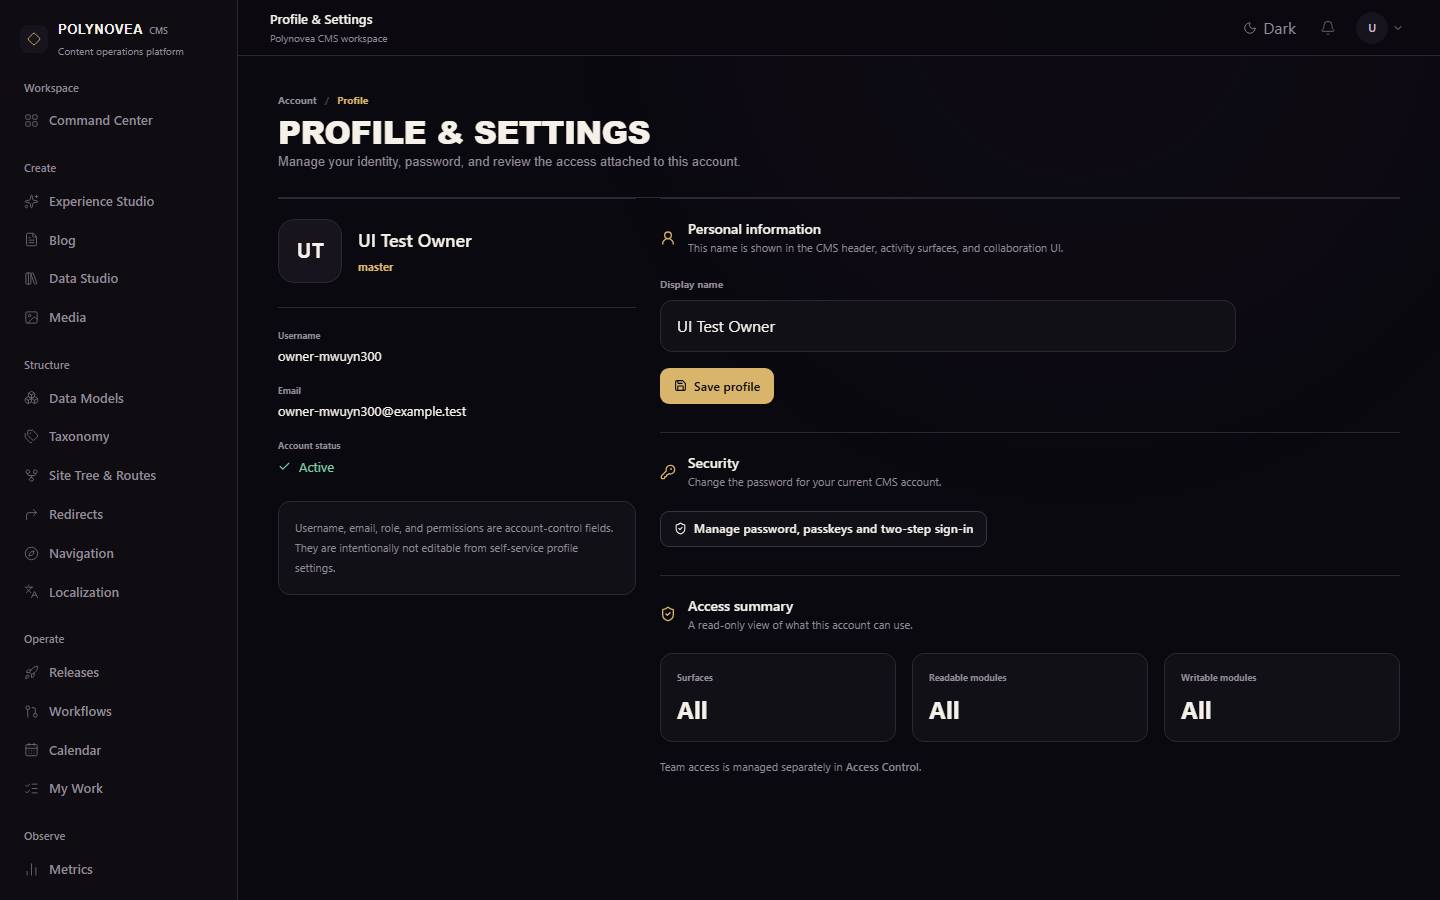 POLYNOVEA CMS
Content operations platform
Workspace
Command Center
Create
Experience Studio
Blog
Data Studio
Media
Structure
Data Models
Taxonomy
Site Tree & Routes
Redirects
Navigation
Localization
Operate
Releases
Workflows
Calendar
My Work
Observe
Metrics
Profile & Settings
Polynovea CMS workspace
Dark
U
Account / Profile
PROFILE & SETTINGS
Manage your identity, password, and review the access attached to this account.
UT
UI Test Owner
master
Username
owner-mwuyn300
Email
owner-mwuyn300@example.test
Account status
Active
Username, email, role, and permissions are account-control fields.
They are intentionally not editable from self-service profile
settings.
Personal information
This name is shown in the CMS header, activity surfaces, and collaboration UI.
Display name
UI Test Owner
Save profile
Security
Change the password for your current CMS account.
Manage password, passkeys and two-step sign-in
Access summary
A read-only view of what this account can use.
Surfaces
All
Readable modules
All
Writable modules
All
Team access is managed separately in Access Control.